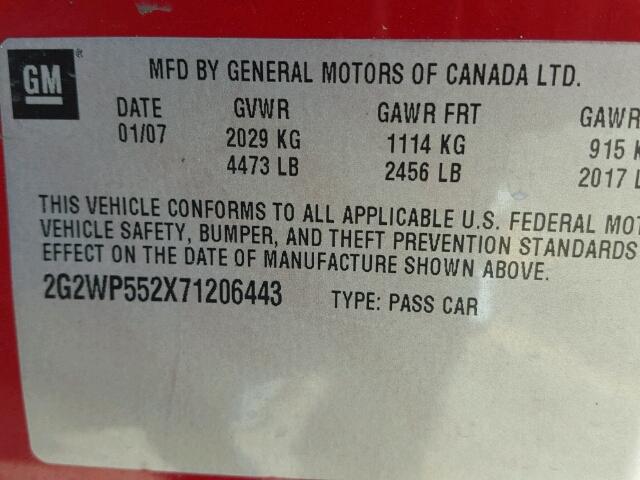 GM
MFD BY GENERAL MOTORS OF CANADA LTD.
DATE GVWR GAWR FRT GAWR
01/07 2029 KG 1114 KG 915 K
4473 LB 2456 LB 2017 L
THIS VEHICLE CONFORMS TO ALL APPLICABLE U.S. FEDERAL MOT
VEHICLE SAFETY, BUMPER, AND THEFT PREVENTION STANDARDS
EFFECT ON THE DATE OF MANUFACTURE SHOWN ABOVE.
2G2WP552X71206443 TYPE: PASS CAR